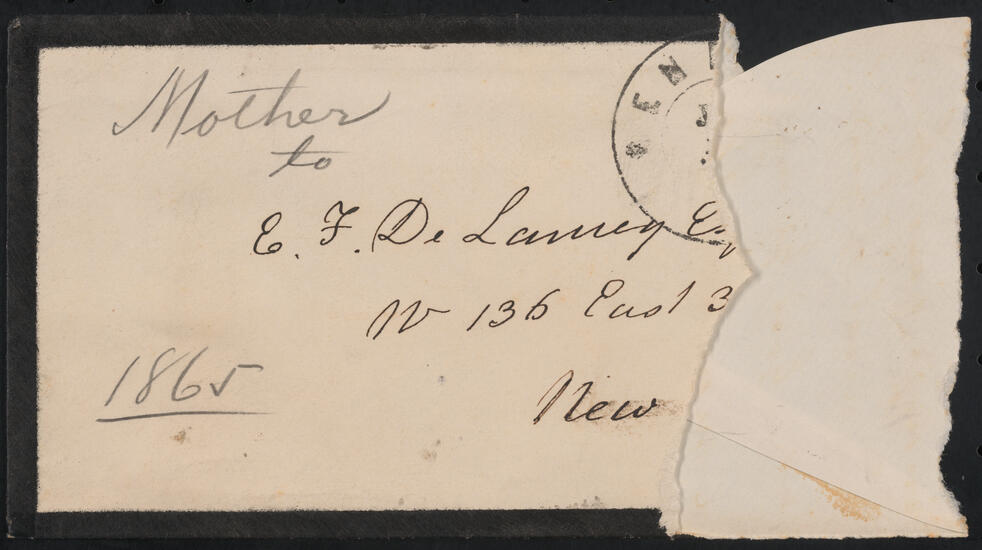 Mother
to
E. F. De Lancey Esq
No 136 East 3
New
1865